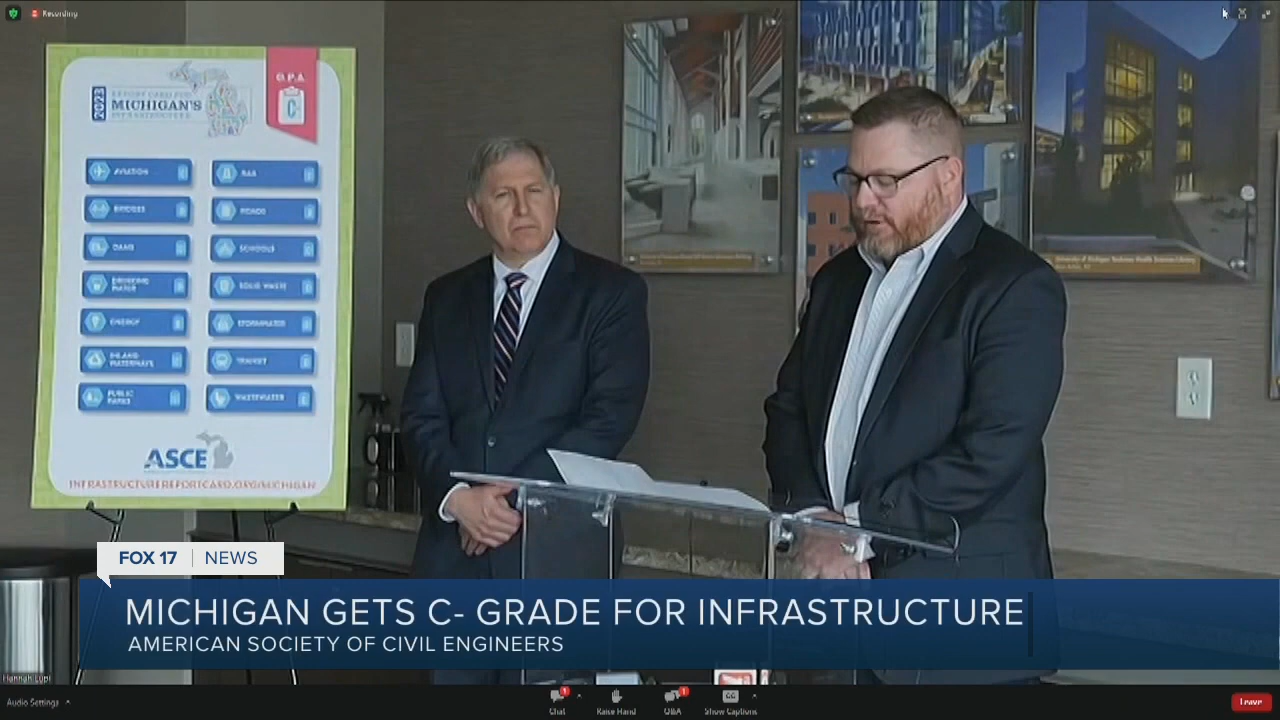 Recording
G.P.A.
C
2023
REPORT CARD FOR
MICHIGAN'S
INFRASTRUCTURE
AVIATION
RAIL
BRIDGES
ROADS
DAMS
SCHOOLS
DRINKING
WATER
SOLID WASTE
ENERGY
STORMWATER
INLAND
WATERWAYS
TRANSIT
PUBLIC
PARKS
WASTEWATER
ASCE
INFRASTRUCTUREREPORTCARD.ORG/MICHIGAN
FOX 17 NEWS
MICHIGAN GETS C- GRADE FOR INFRASTRUCTURE
AMERICAN SOCIETY OF CIVIL ENGINEERS
Hannah Lupi
Audio Settings
Chat
1
Raise Hand
Q&A
1
Show Captions
Leave